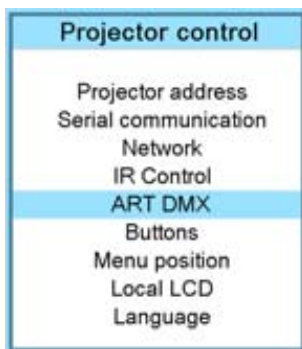 Projector control
Projector address
Serial communication
Network
IR Control
ART DMX
Buttons
Menu position
Local LCD
Language